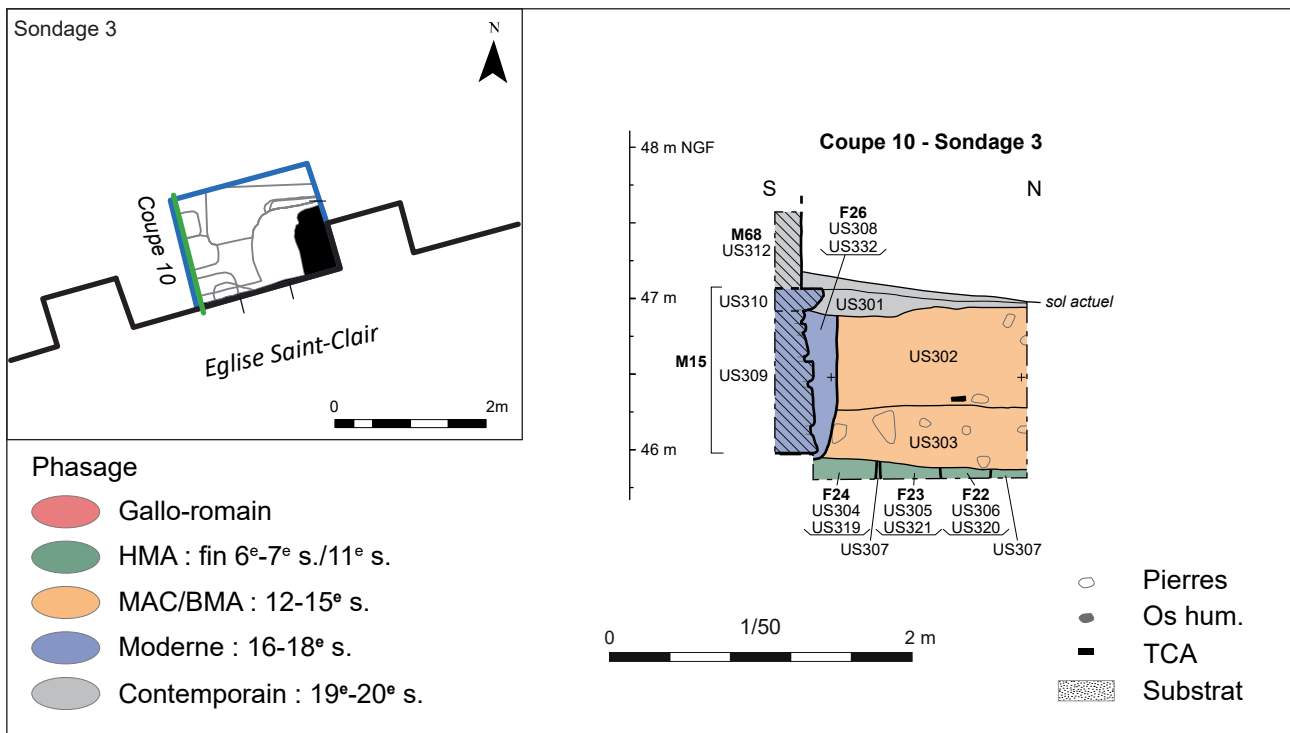 Sondage 3
N
Coupe 10
Eglise Saint-Clair
0 2m
Phasage
Gallo-romain
HMA : fin 6e-7e s./11e s.
MAC/BMA : 12-15e s.
Moderne : 16-18e s.
Contemporain : 19e-20e s.
48 m NGF
Coupe 10 - Sondage 3
S N
F26
US308
US332
M68
US312
47 m
US310
US301
sol actuel
US302
M15
US309
US303
46 m
F24 F23 F22
US304 US305 US306
US319 US321 US320
US307 US307
1/50
0 2 m
Pierres
Os hum.
TCA
Substrat